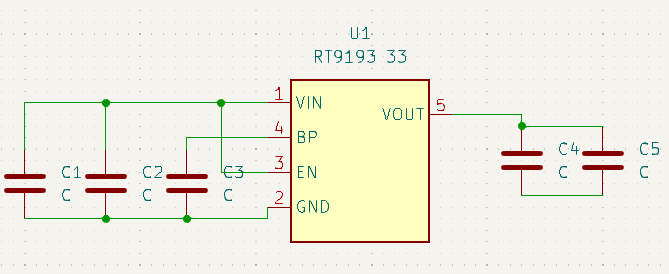 U1
RT9193 33
1 VIN
VOUT 5
4 BP
3 EN
2 GND
C1 C2 C3 C4 C5
C C C C C